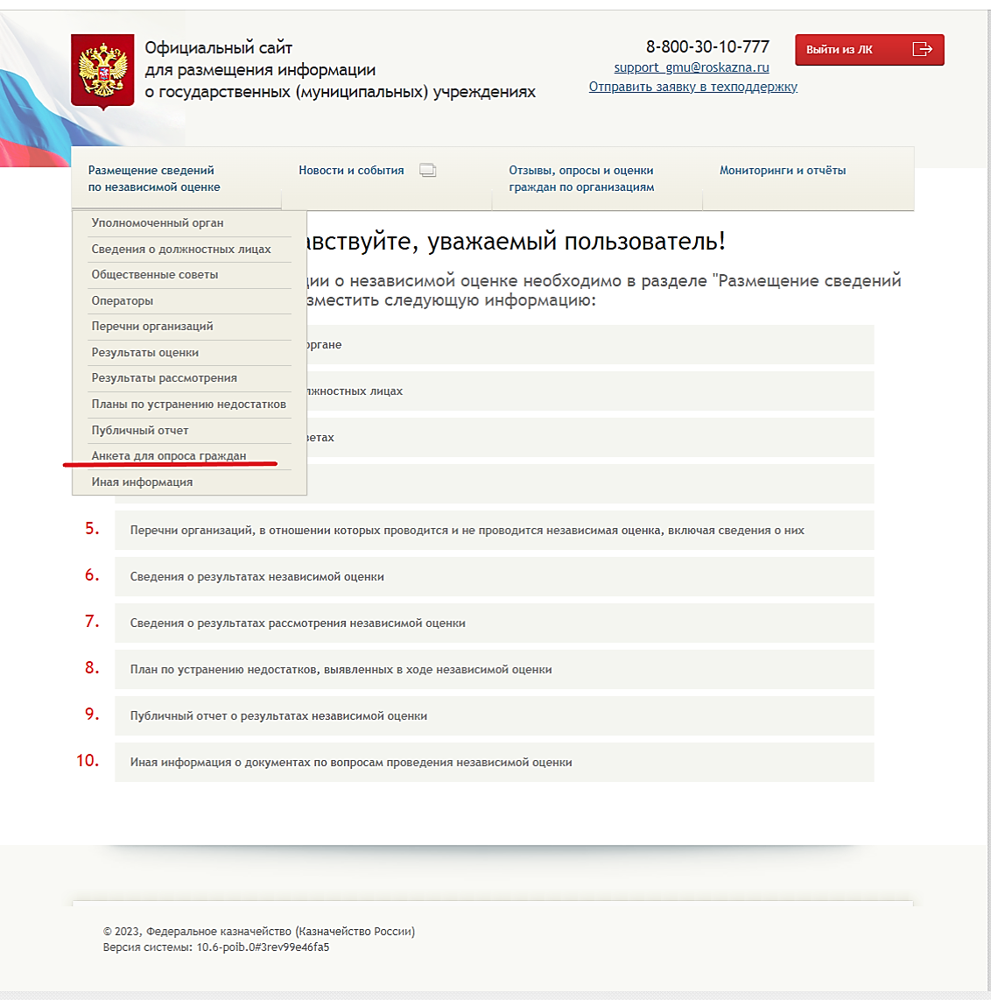 Официальный сайт
для размещения информации
о государственных (муниципальных) учреждениях
8-800-30-10-777
support_gmu@roskazna.ru
Отправить заявку в техподдержку
Выйти из ЛК
Размещение сведений
по независимой оценке
Новости и события
Отзывы, опросы и оценки
граждан по организациям
Мониторинги и отчёты
Уполномоченный орган
Сведения о должностных лицах
Общественные советы
Операторы
Перечни организаций
Результаты оценки
Результаты рассмотрения
Планы по устранению недостатков
Публичный отчет
Анкета для опроса граждан
Иная информация
авствуйте, уважаемый пользователь!
ции о независимой оценке необходимо в разделе "Размещение сведений
зместить следующую информацию:
органе
лжностных лицах
ветах
5. Перечни организаций, в отношении которых проводится и не проводится независимая оценка, включая сведения о них
6. Сведения о результатах независимой оценки
7. Сведения о результатах рассмотрения независимой оценки
8. План по устранению недостатков, выявленных в ходе независимой оценки
9. Публичный отчет о результатах независимой оценки
10. Иная информация о документах по вопросам проведения независимой оценки
© 2023, Федеральное казначейство (Казначейство России)
Версия системы: 10.6-poib.0#3rev99e46fa5